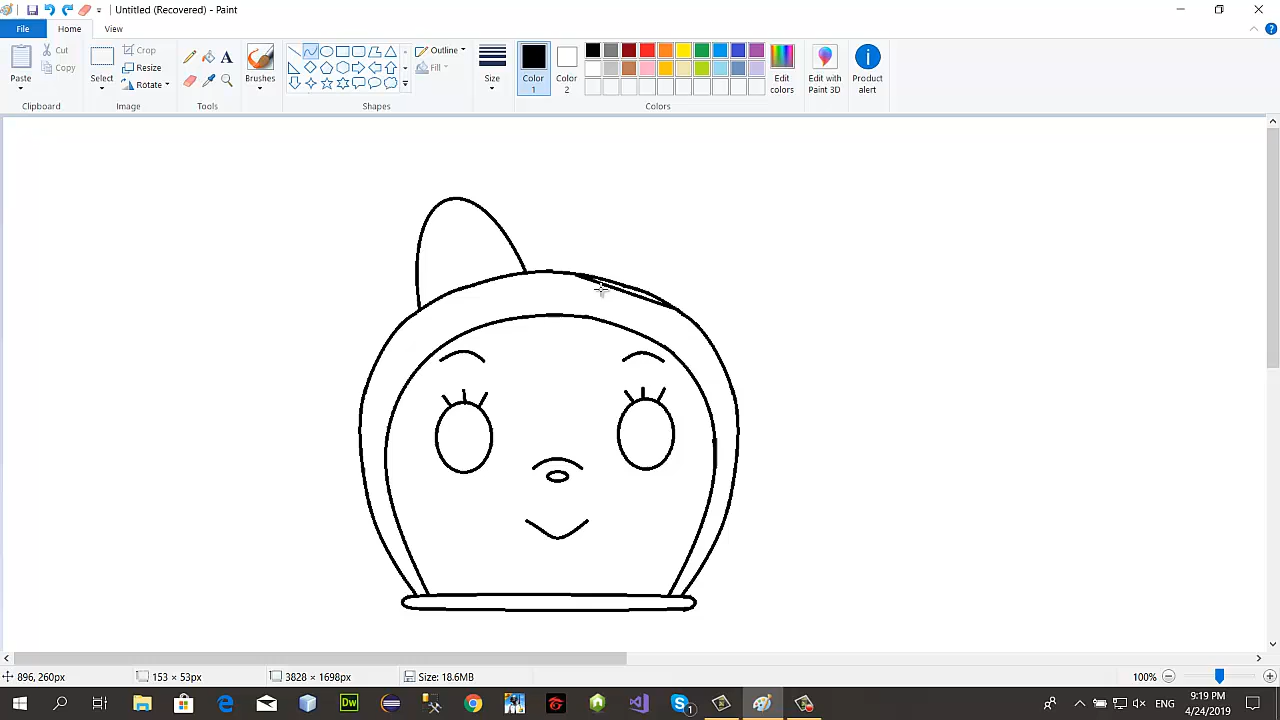 Untitled (Recovered) - Paint
File
Home
View
Paste
Cut
Copy
Clipboard
Select
Crop
Resize
Rotate
Image
A
Tools
Brushes
Shapes
Outline
Fill
Size
Color 1
Color 2
Edit colors
Colors
Edit with Paint 3D
Product alert
896, 260px
153 × 53px
3828 × 1698px
Size: 18.6MB
100%
Dw
1
ENG
9:19 PM
4/24/2019